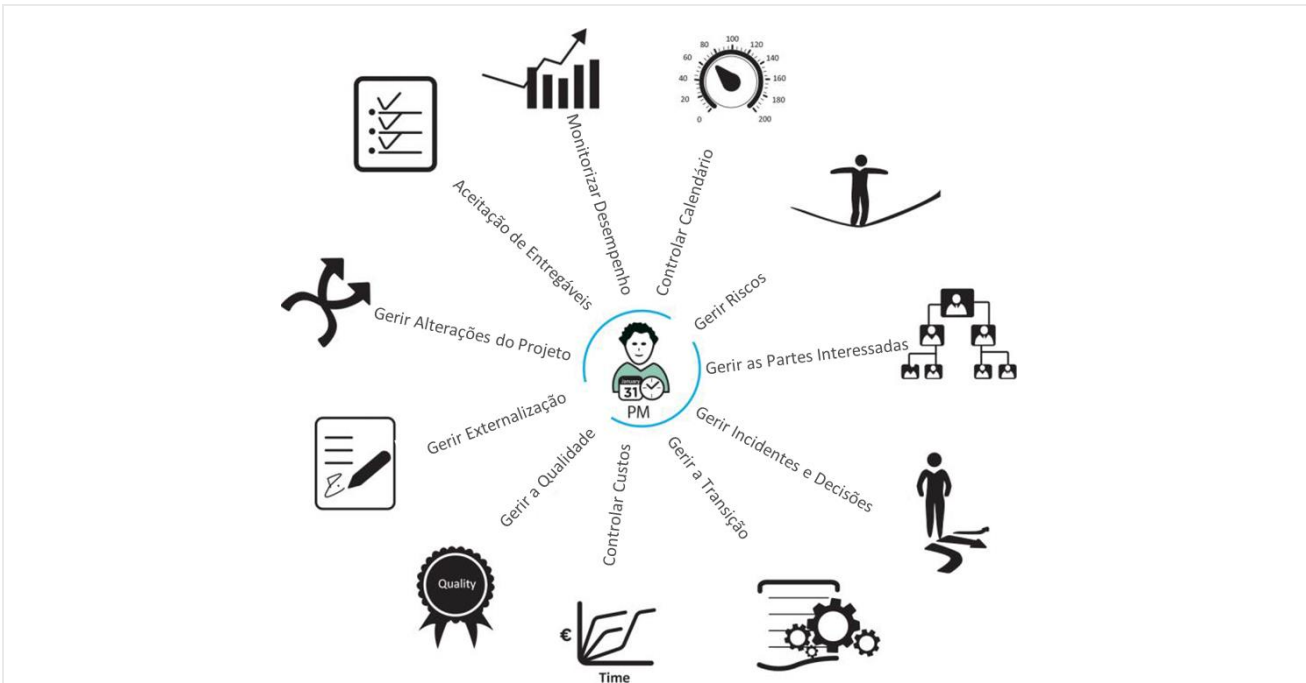 Monitorizar Desempenho
Controlar Calendário
0
20
40
60
80
100
120
140
160
180
200
Gerir Riscos
Gerir as Partes Interessadas
Gerir Incidentes e Decisões
Gerir a Transição
Controlar Custos
€
Time
Gerir a Qualidade
Quality
Gerir Externalização
Gerir Alterações do Projeto
Aceitação de Entregáveis
January
31
PM